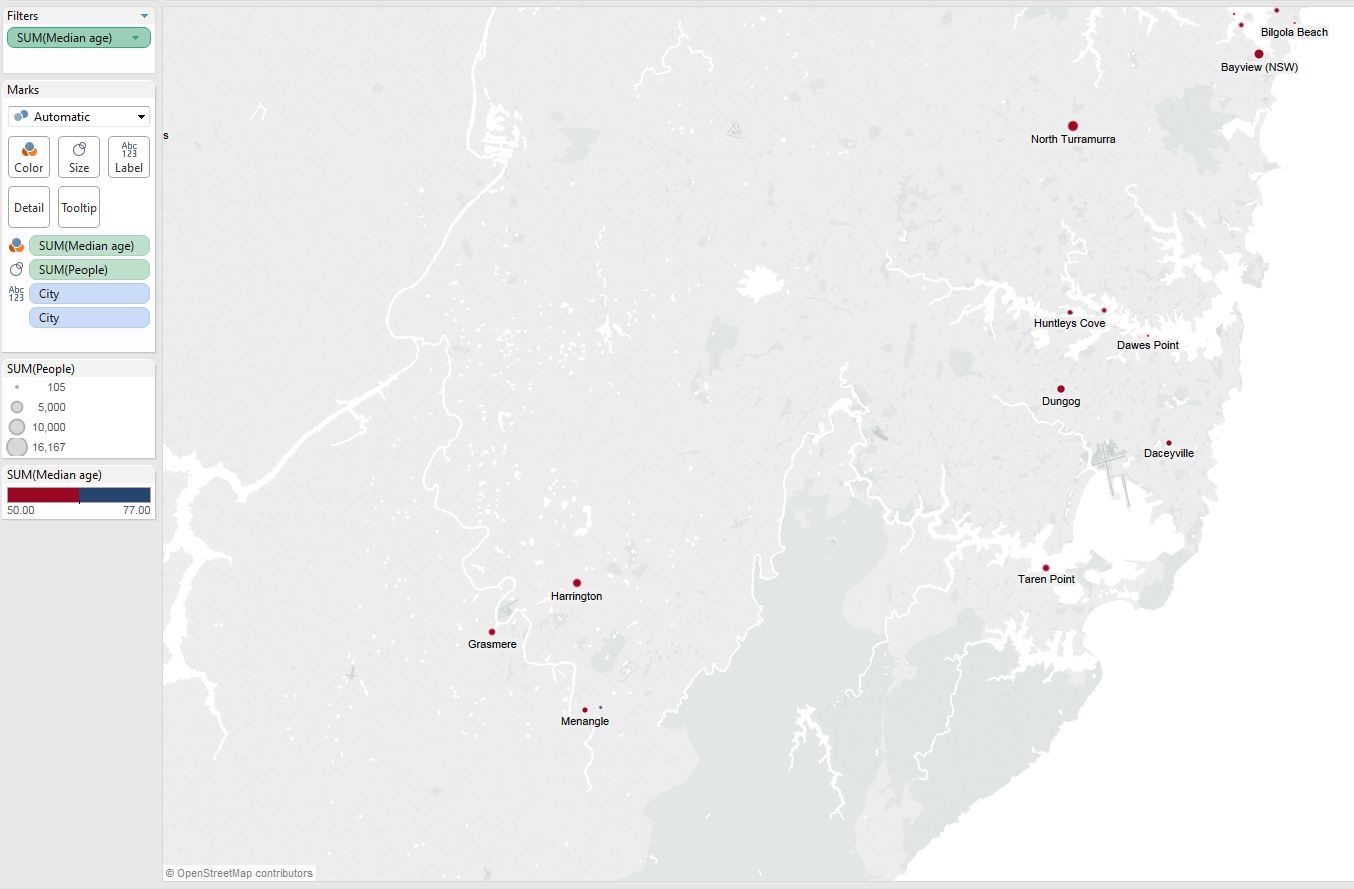 Filters
SUM(Median age)
Marks
Automatic
Color
Size
Abc
123
Label
Detail
Tooltip
SUM(Median age)
SUM(People)
Abc
123
City
City
SUM(People)
105
5,000
10,000
16,167
SUM(Median age)
50.00 77.00
Bilgola Beach
Bayview (NSW)
s
North Turramurra
Huntleys Cove
Dawes Point
Dungog
Daceyville
Taren Point
Harrington
Grasmere
Menangle
© OpenStreetMap contributors